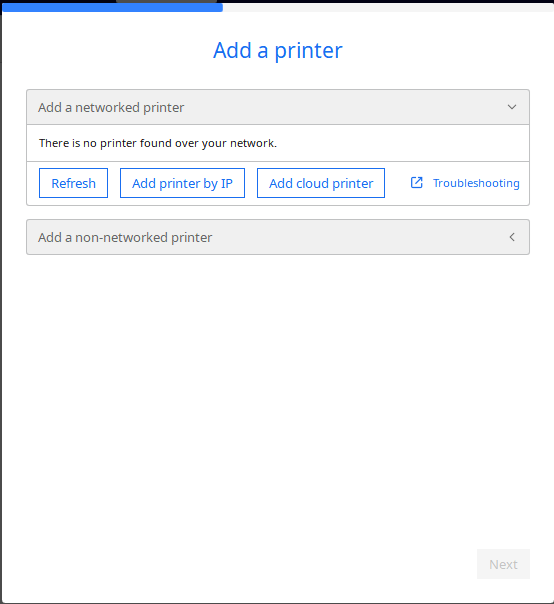 Add a printer
Add a networked printer
There is no printer found over your network.
Refresh
Add printer by IP
Add cloud printer
Troubleshooting
Add a non-networked printer
Next